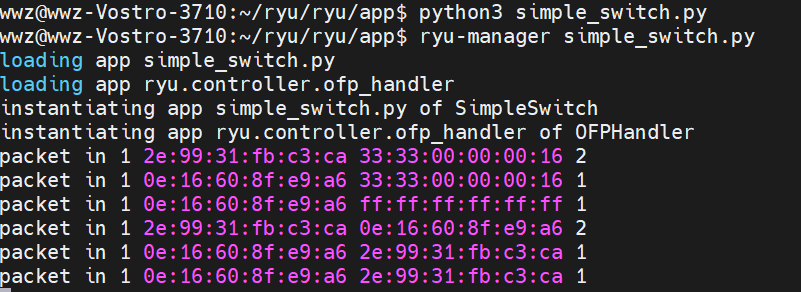 wwz@wwz-Vostro-3710:~/ryu/ryu/app$ python3 simple_switch.py
wwz@wwz-Vostro-3710:~/ryu/ryu/app$ ryu-manager simple_switch.py
loading app simple_switch.py
loading app ryu.controller.ofp_handler
instantiating app simple_switch.py of SimpleSwitch
instantiating app ryu.controller.ofp_handler of OFPHandler
packet in 1 2e:99:31:fb:c3:ca 33:33:00:00:00:16 2
packet in 1 0e:16:60:8f:e9:a6 33:33:00:00:00:16 1
packet in 1 0e:16:60:8f:e9:a6 ff:ff:ff:ff:ff:ff 1
packet in 1 2e:99:31:fb:c3:ca 0e:16:60:8f:e9:a6 2
packet in 1 0e:16:60:8f:e9:a6 2e:99:31:fb:c3:ca 1
packet in 1 0e:16:60:8f:e9:a6 2e:99:31:fb:c3:ca 1